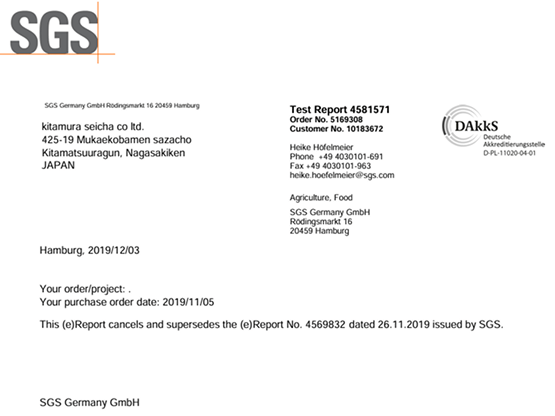 SGS
SGS Germany GmbH Rödingsmarkt 16 20459 Hamburg
kitamura seicha co ltd.
425-19 Mukaekobamen sazacho
Kitamatsuuragun, Nagasakiken
JAPAN
Test Report 4581571
Order No. 5169308
Customer No. 10183672
Heike Höfelmeier
Phone +49 4030101-691
Fax +49 4030101-963
heike.hoefelmeier@sgs.com
Agriculture, Food
SGS Germany GmbH
Rödingsmarkt 16
20459 Hamburg
DAkkS
Deutsche
Akkreditierungsstelle
D-PL-11020-04-01
Hamburg, 2019/12/03
Your order/project: .
Your purchase order date: 2019/11/05
This (e)Report cancels and supersedes the (e)Report No. 4569832 dated 26.11.2019 issued by SGS.
SGS Germany GmbH